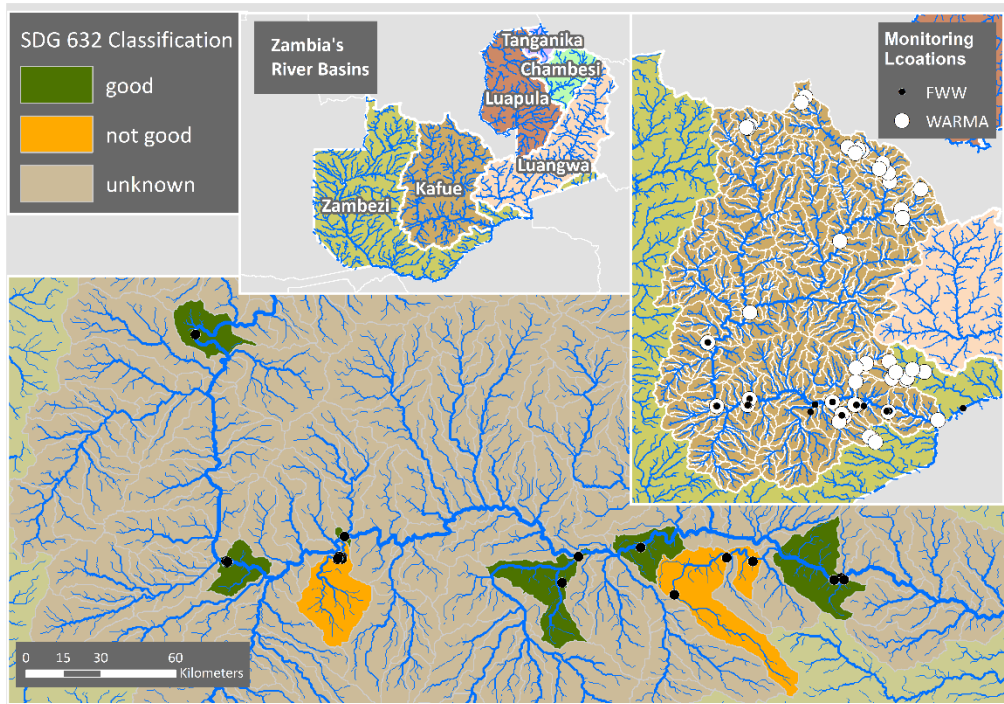 SDG 632 Classification
good
not good
unknown
Zambia's
River Basins
Tanganika
Chambesi
Luapula
Luangwa
Kafue
Zambezi
Monitoring
Lcoations
FWW
WARMA
0 15 30 60
Kilometers